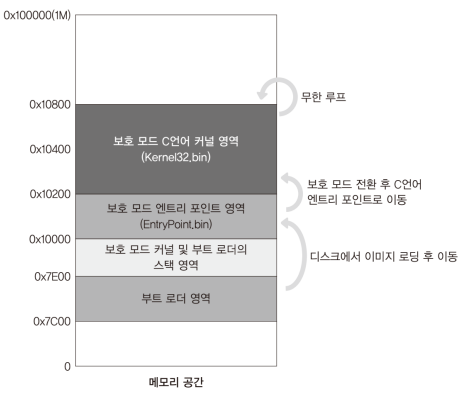 0x100000(1M)
무한 루프
0x10800
보호 모드 C언어 커널 영역
(Kernel32.bin)
0x10400
보호 모드 전환 후 C언어
엔트리 포인트로 이동
0x10200
보호 모드 엔트리 포인트 영역
(EntryPoint.bin)
0x10000
보호 모드 커널 및 부트 로더의
스택 영역
디스크에서 이미지 로딩 후 이동
0x7E00
부트 로더 영역
0x7C00
0
메모리 공간